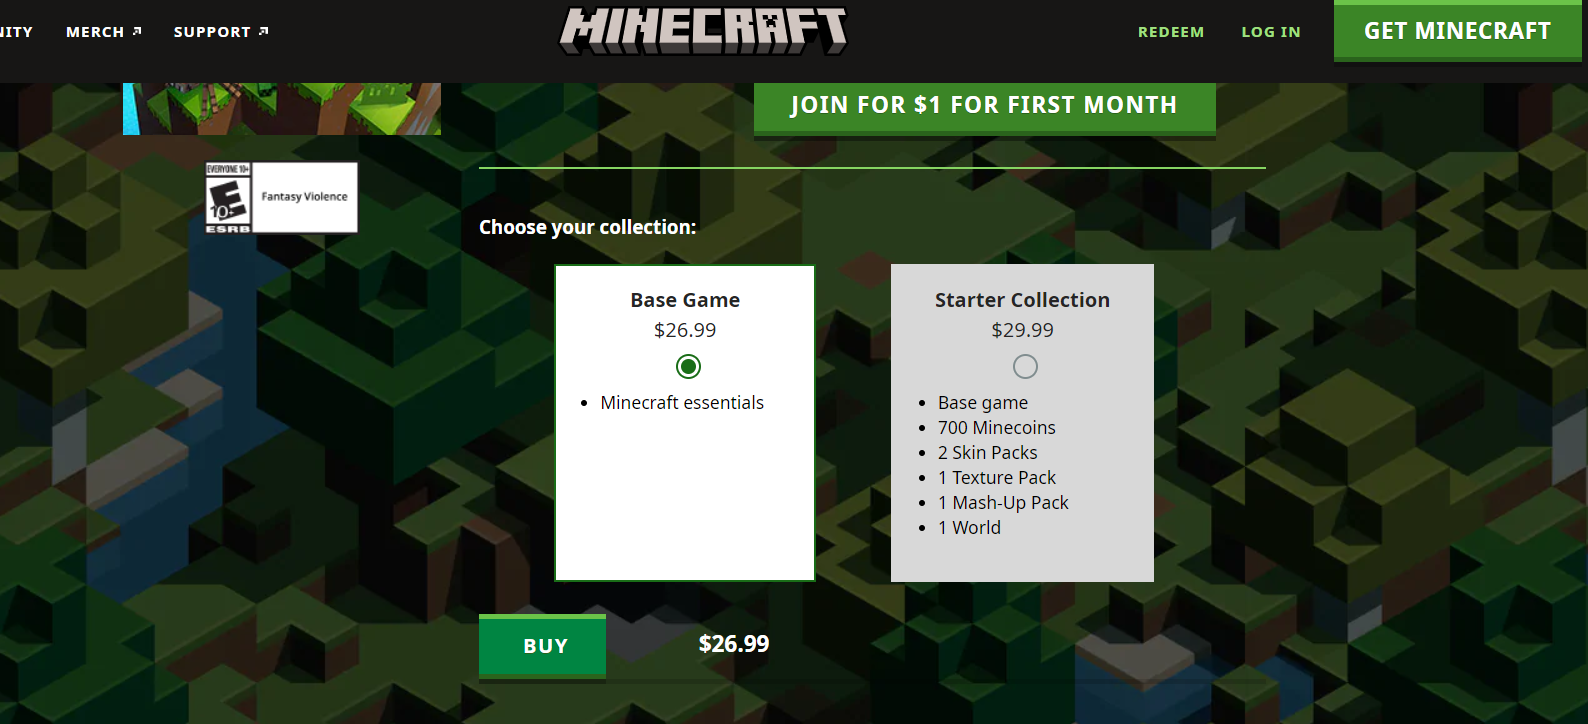 NITY MERCH SUPPORT MINECRAFT REDEEM LOG IN GET MINECRAFT
JOIN FOR $1 FOR FIRST MONTH
EVERYONE 10+
E
10+
ESRB
Fantasy Violence
Choose your collection:
Base Game
$26.99
Minecraft essentials
Starter Collection
$29.99
Base game
700 Minecoins
2 Skin Packs
1 Texture Pack
1 Mash-Up Pack
1 World
BUY $26.99